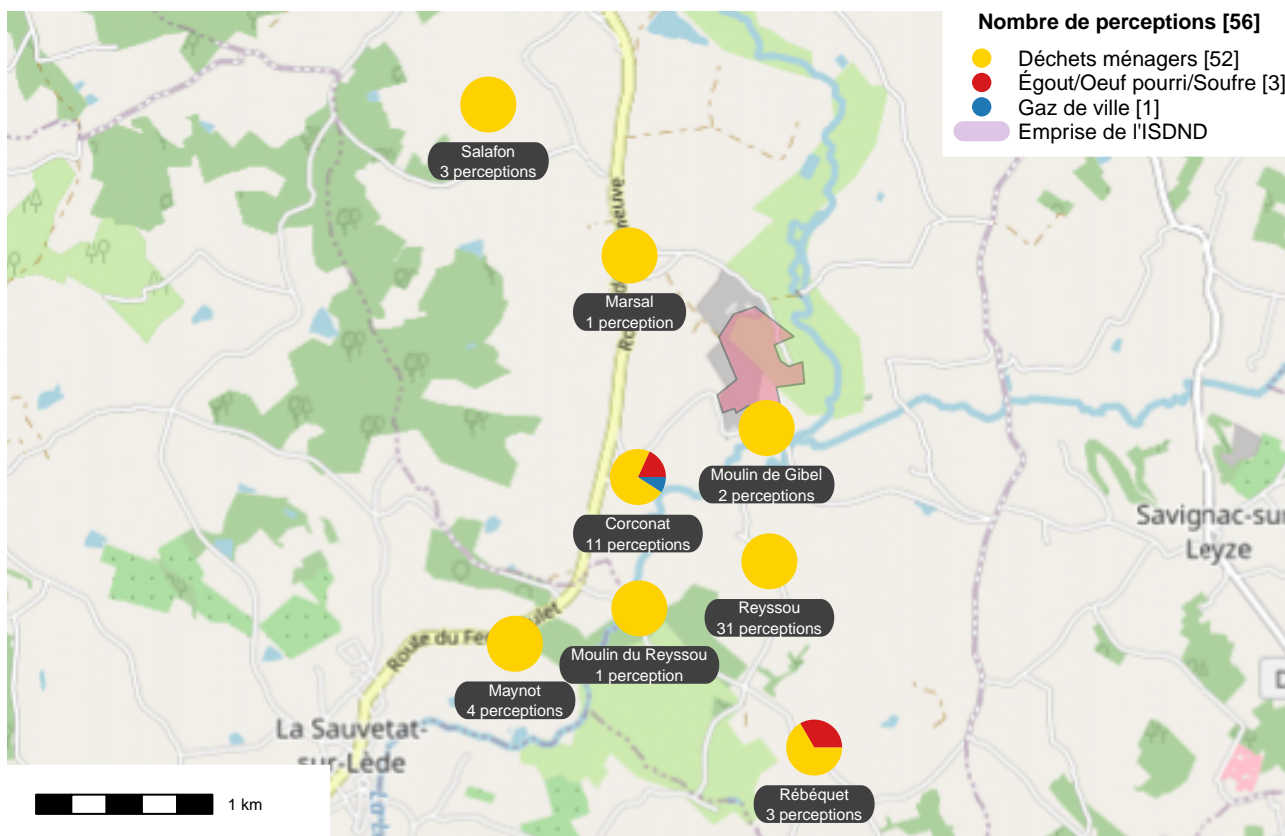 Nombre de perceptions [56]
Déchets ménagers [52]
Égout/Oeuf pourri/Soufre [3]
Gaz de ville [1]
Emprise de l'ISDND
Salafon
3 perceptions
neuve
Marsal
1 perception
Moulin de Gibel
2 perceptions
Corconat
11 perceptions
Savignac-sur
Leyze
Reyssou
31 perceptions
Route du Fe
Moulin du Reyssou
1 perception
Maynot
4 perceptions
La Sauvetat-
sur-Lède
D
Rébéquet
3 perceptions
1 km